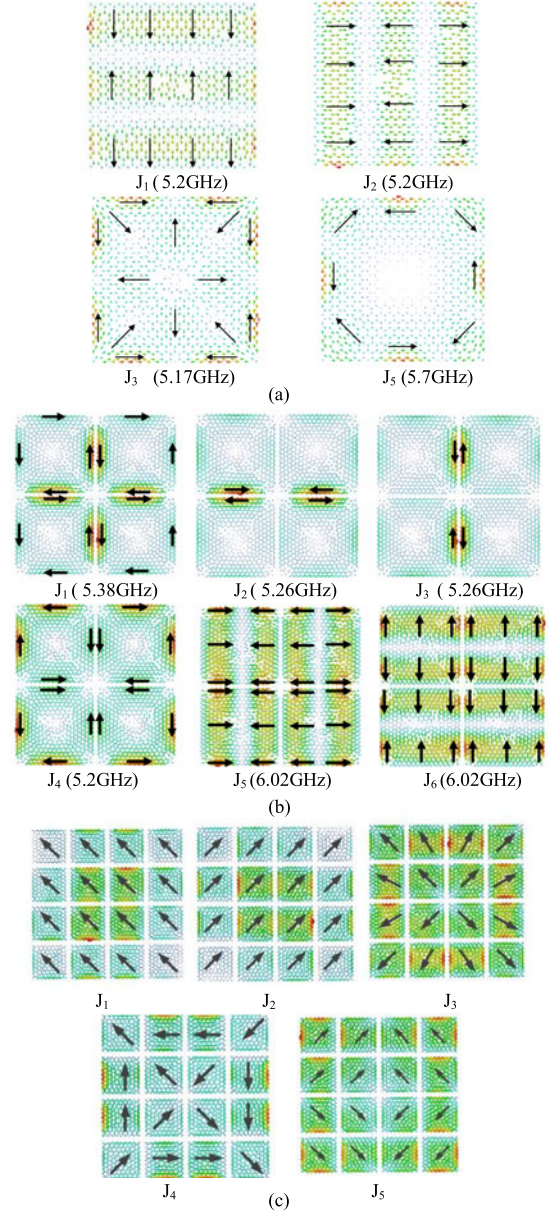 J₁ ( 5.2GHz) J₂ (5.2GHz)
J₃ (5.17GHz) J₅ (5.7GHz)
(a)
J₁ ( 5.38GHz) J₂ ( 5.26GHz) J₃ ( 5.26GHz)
J₄ (5.2GHz) J₅ (6.02GHz) J₆ (6.02GHz)
(b)
J₁ J₂ J₃
J₄ J₅
(c)